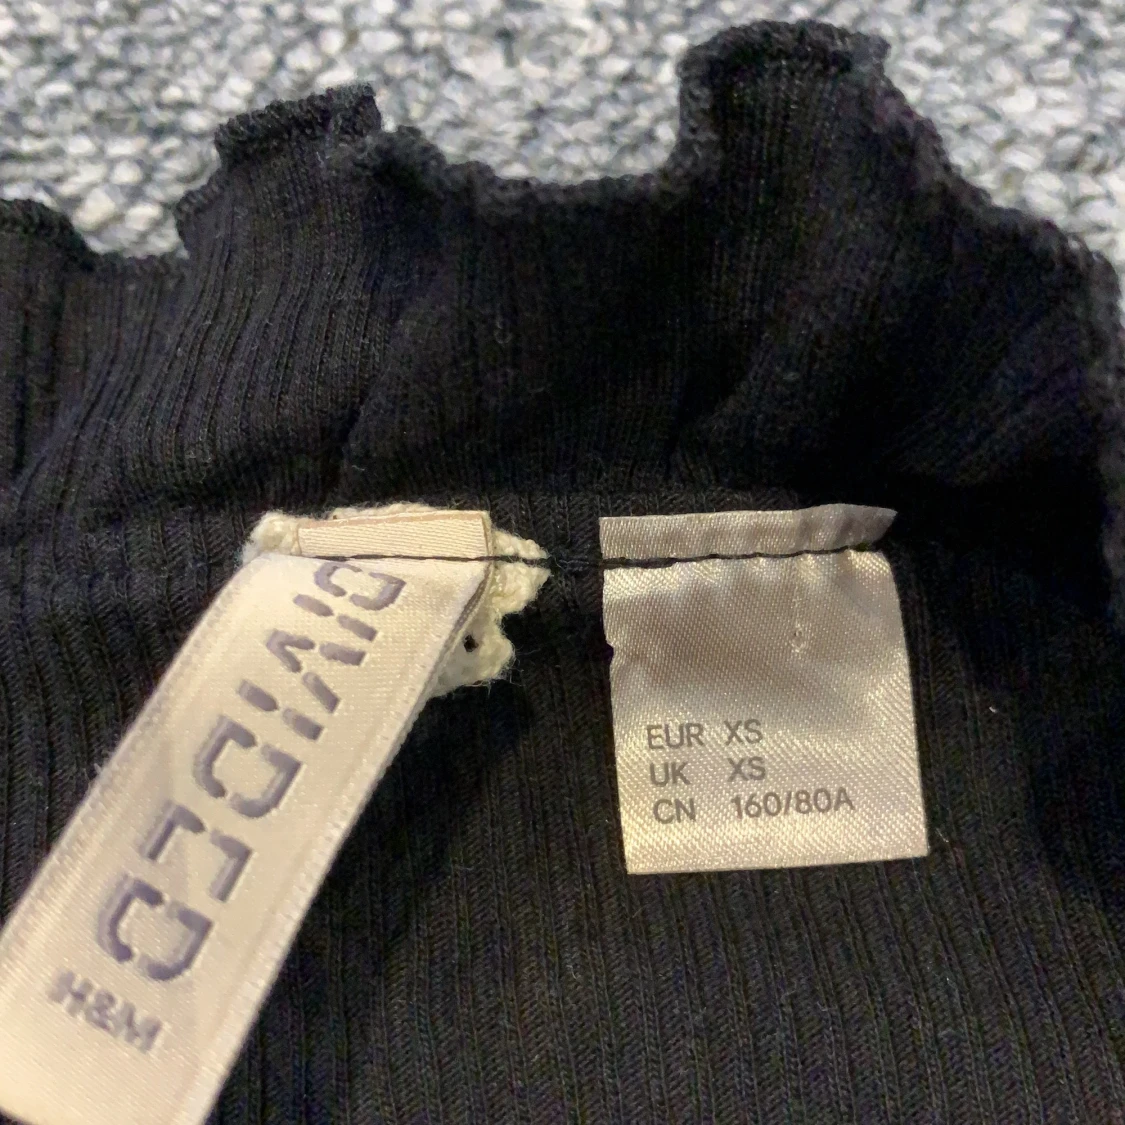 DIVIDED
H&M
EUR XS
UK XS
CN 160/80A